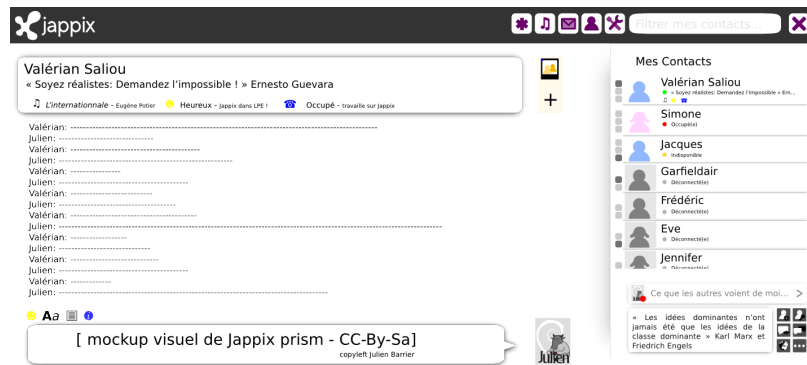 jappix
Filtrer mes contacts...
Valérian Saliou
« Soyez réalistes: Demandez l'impossible ! » Ernesto Guevara
L'internationnale - Eugène Potier Heureux - Jappix dans LPE ! Occupé - travaille sur Jappix
Valérian: ------------------------------------------------------------------------------------------
Julien: ----------------------------
Valérian: --------------------------------------
Julien: ---------------------------------------------------
Valérian: ---------------
Julien: --------------------------------------
Valérian: ------------------------
Julien: ----------------------------------
Valérian: -------------------------------------
Julien: -----------------------------------------------------------------------------------------------------------------
Valérian: -----------------
Julien: ---------------------------
Valérian: --------------------------
Julien: --------------------------------------
Valérian: ------------
Julien: -------------------------------------------------------------------------------
Aa
[ mockup visuel de Jappix prism - CC-By-Sa]
copyleft Julien Barrier
Julien
Mes Contacts
Valérian Saliou
« Soyez réalistes: Demandez l'impossible » Em...
Simone
Occupé(e)
Jacques
Indisponible
Garfieldair
Déconnecté(e)
Frédéric
Déconnecté(e)
Eve
Déconnecté(e)
Jennifer
Déconnecté(e)
Ce que les autres voient de moi... >
« Les idées dominantes n'ont
jamais été que les idées de la
classe dominante » Karl Marx et
Friedrich Engels